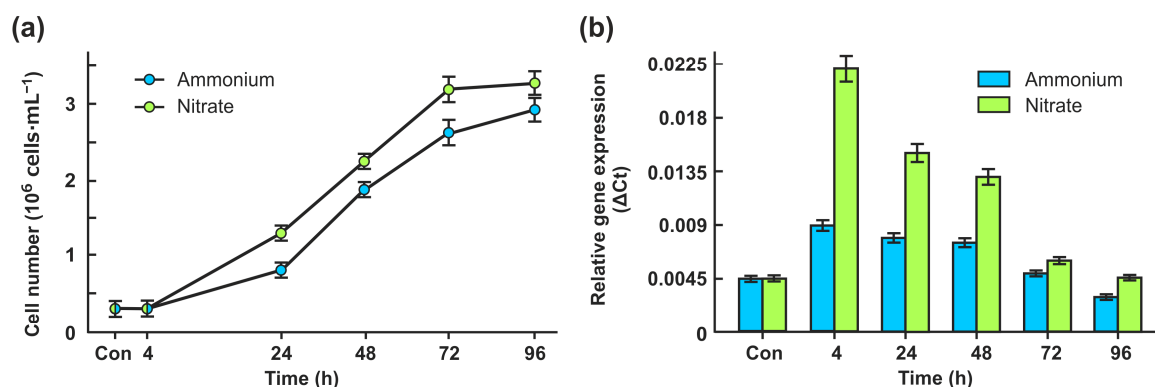 (a)
Cell number (10⁶ cells·mL⁻¹)
3
2
1
0
Ammonium
Nitrate
Con 4 24 48 72 96
Time (h)
(b)
Relative gene expression
(ΔCt)
0.0225
0.018
0.0135
0.009
0.0045
0
Ammonium
Nitrate
Con 4 24 48 72 96
Time (h)